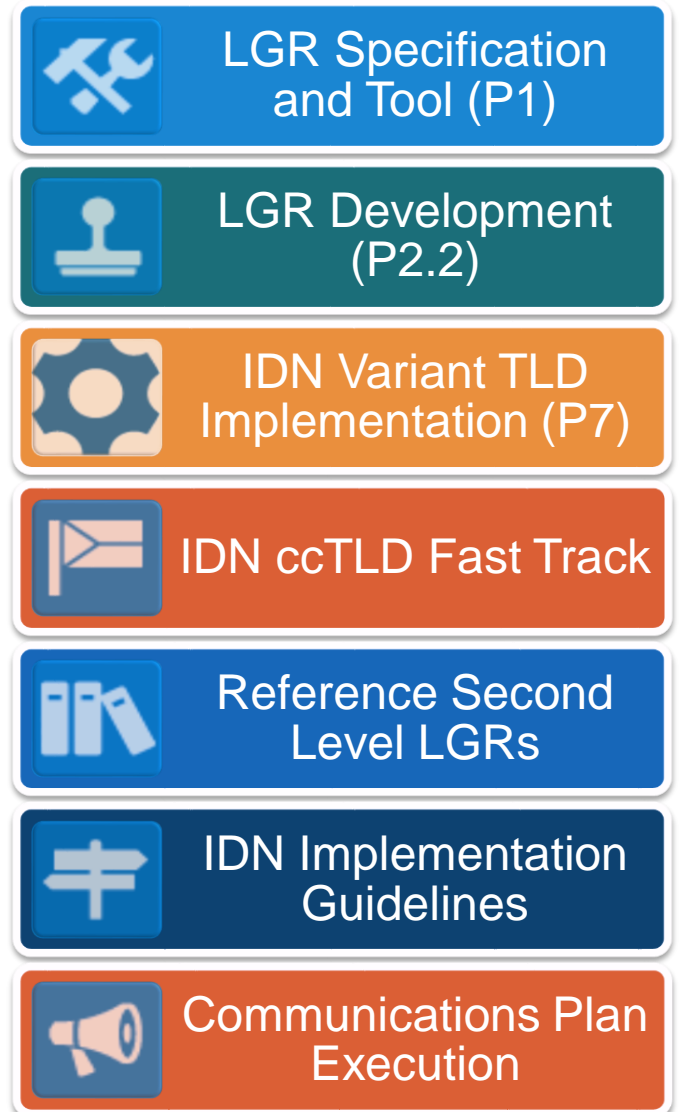 LGR Specification
and Tool (P1)
LGR Development
(P2.2)
IDN Variant TLD
Implementation (P7)
IDN ccTLD Fast Track
Reference Second
Level LGRs
IDN Implementation
Guidelines
Communications Plan
Execution